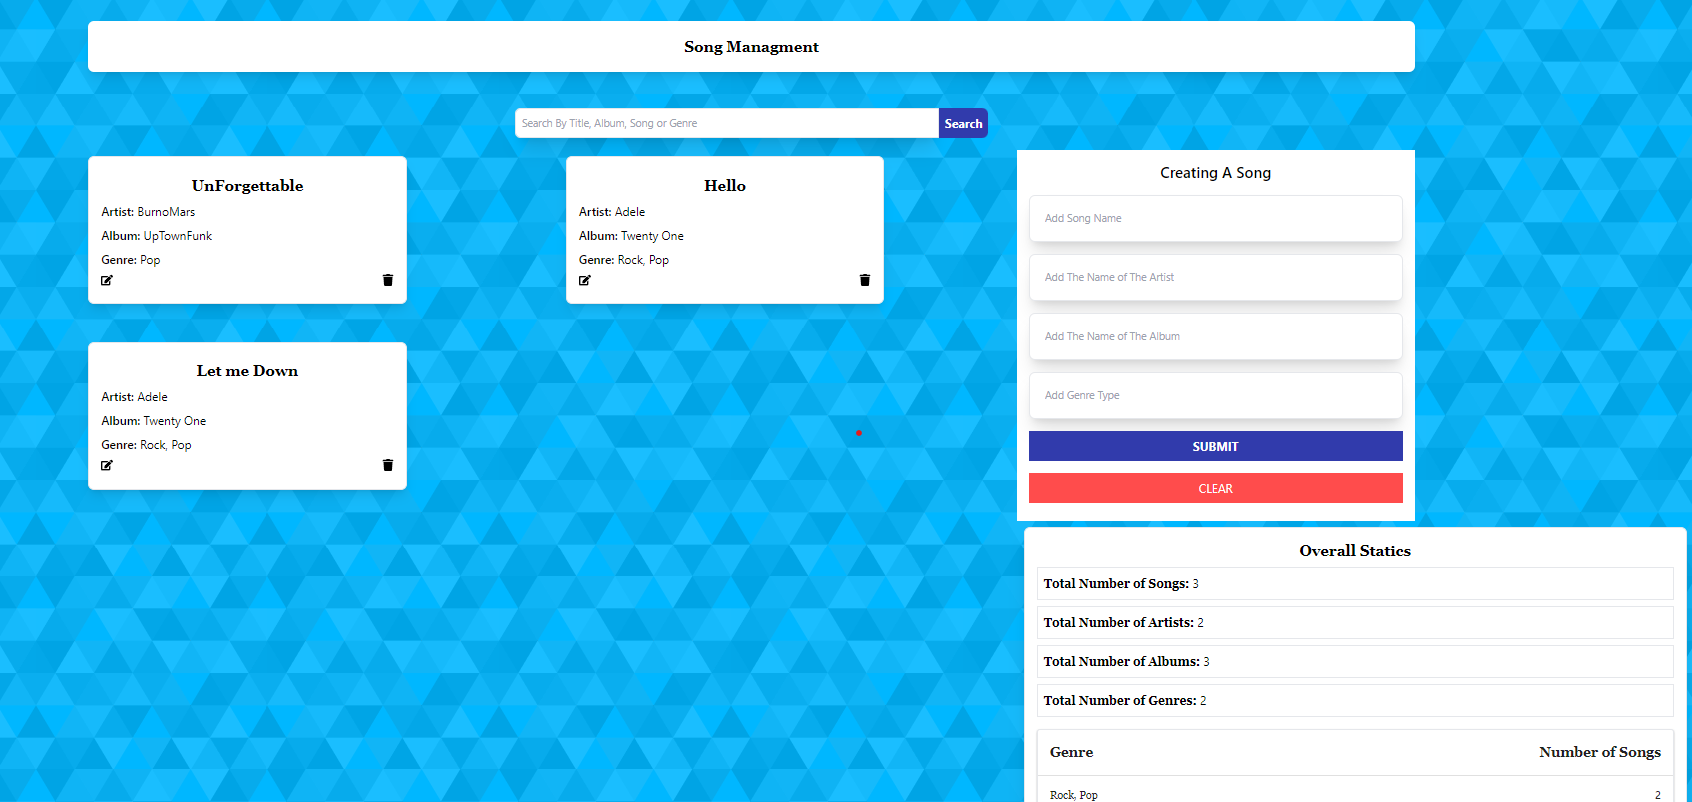 Song Managment
Search By Title, Album, Song or Genre
Search
UnForgettable
Artist: BurnoMars
Album: UpTownFunk
Genre: Pop
Hello
Artist: Adele
Album: Twenty One
Genre: Rock, Pop
Let me Down
Artist: Adele
Album: Twenty One
Genre: Rock, Pop
Creating A Song
Add Song Name
Add The Name of The Artist
Add The Name of The Album
Add Genre Type
SUBMIT
CLEAR
Overall Statics
Total Number of Songs: 3
Total Number of Artists: 2
Total Number of Albums: 3
Total Number of Genres: 2
Genre Number of Songs
Rock, Pop 2